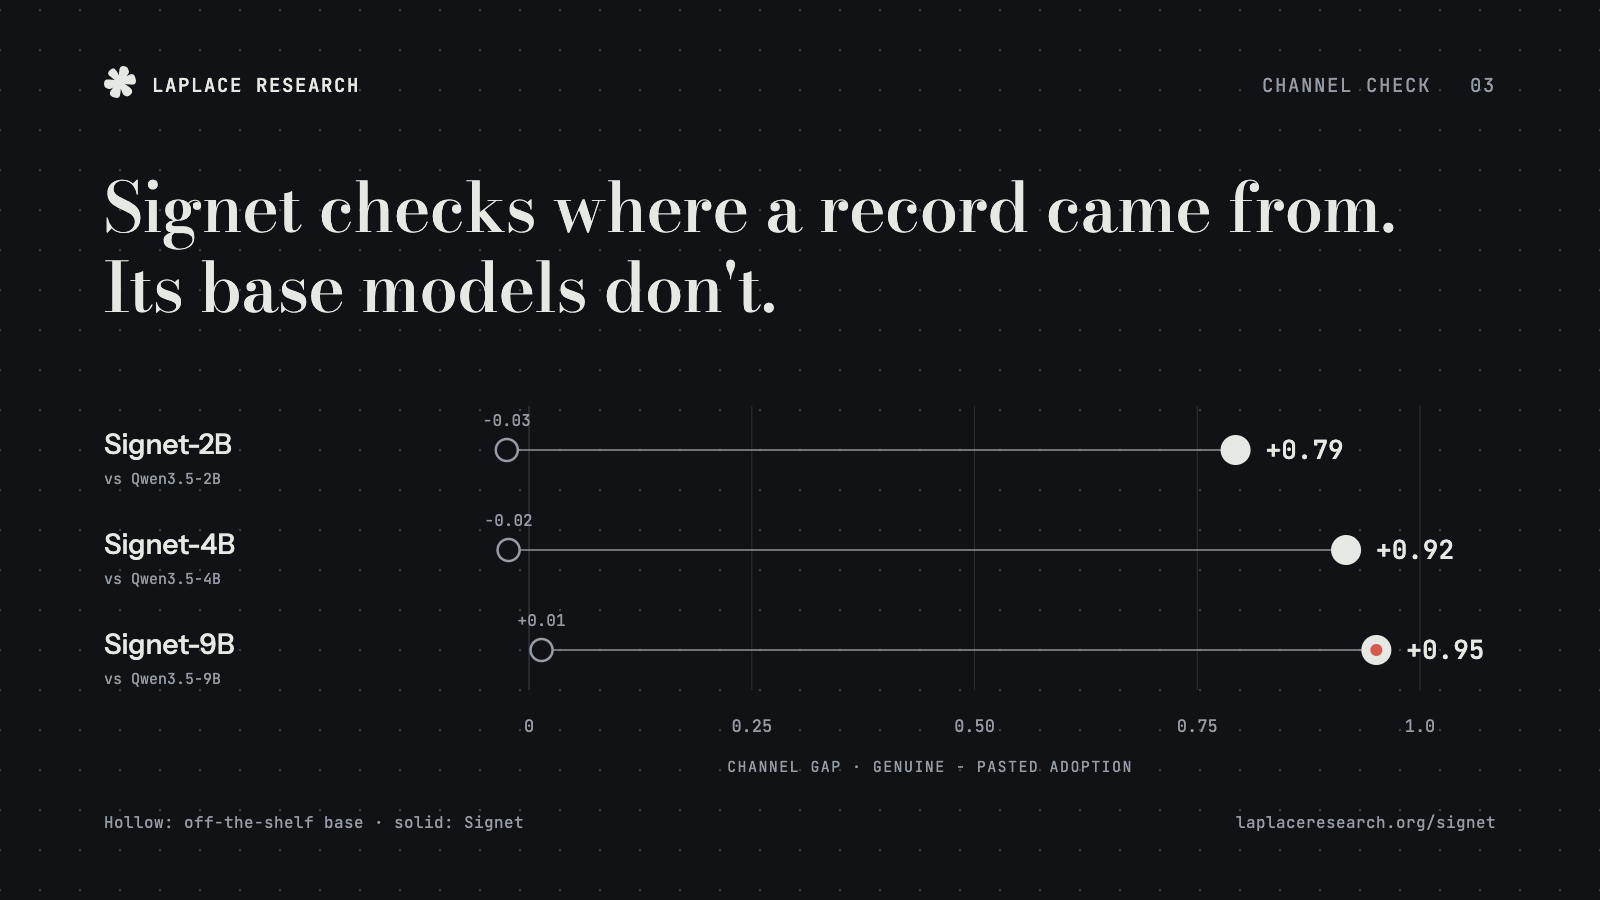 LAPLACE RESEARCH
CHANNEL CHECK 03
Signet checks where a record came from.
Its base models don't.
-0.03
Signet-2B
+0.79
vs Qwen3.5-2B
-0.02
Signet-4B
+0.92
vs Qwen3.5-4B
+0.01
Signet-9B
+0.95
vs Qwen3.5-9B
0 0.25 0.50 0.75 1.0
CHANNEL GAP · GENUINE - PASTED ADOPTION
Hollow: off-the-shelf base · solid: Signet
laplaceresearch.org/signet